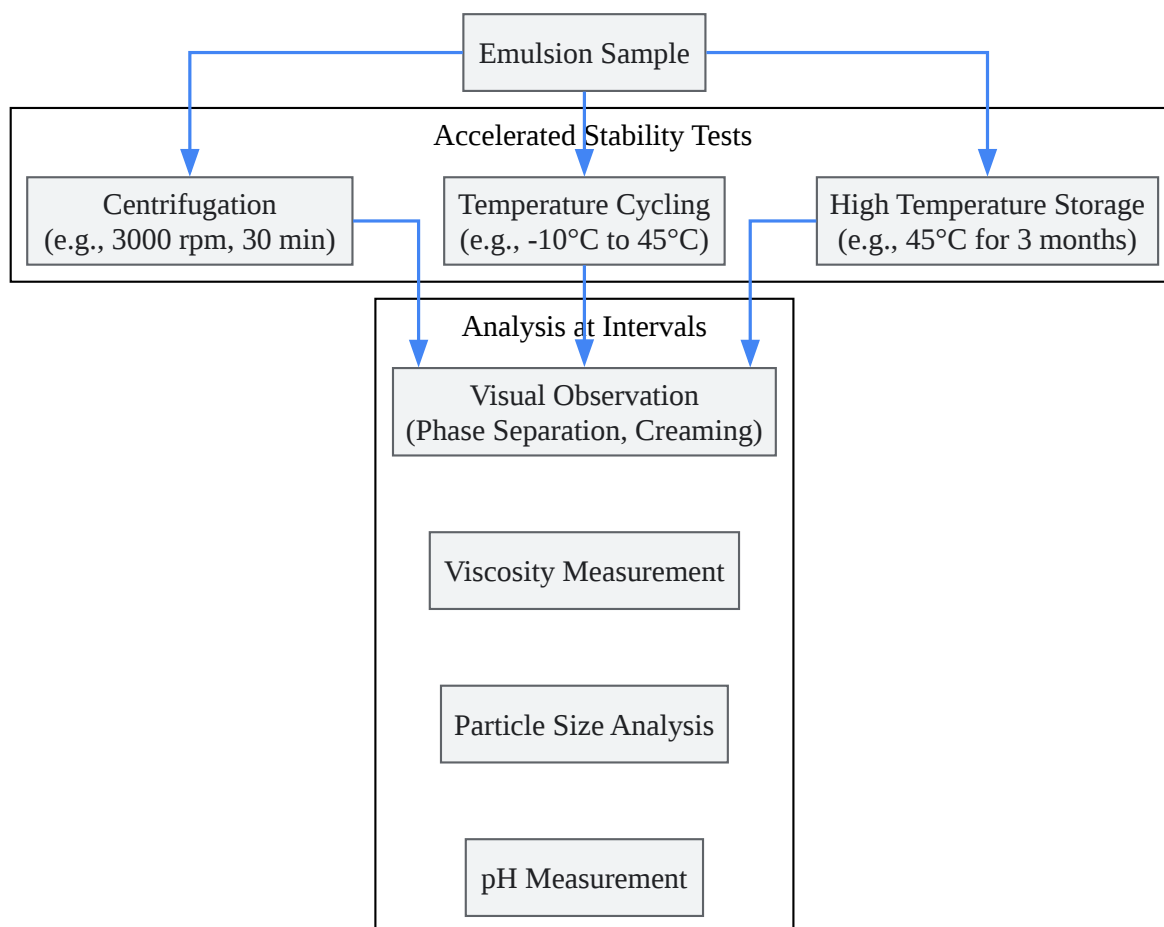 Emulsion Sample
Accelerated Stability Tests
Centrifugation
(e.g., 3000 rpm, 30 min)
Temperature Cycling
(e.g., -10°C to 45°C)
High Temperature Storage
(e.g., 45°C for 3 months)
Analysis at Intervals
Visual Observation
(Phase Separation, Creaming)
Viscosity Measurement
Particle Size Analysis
pH Measurement